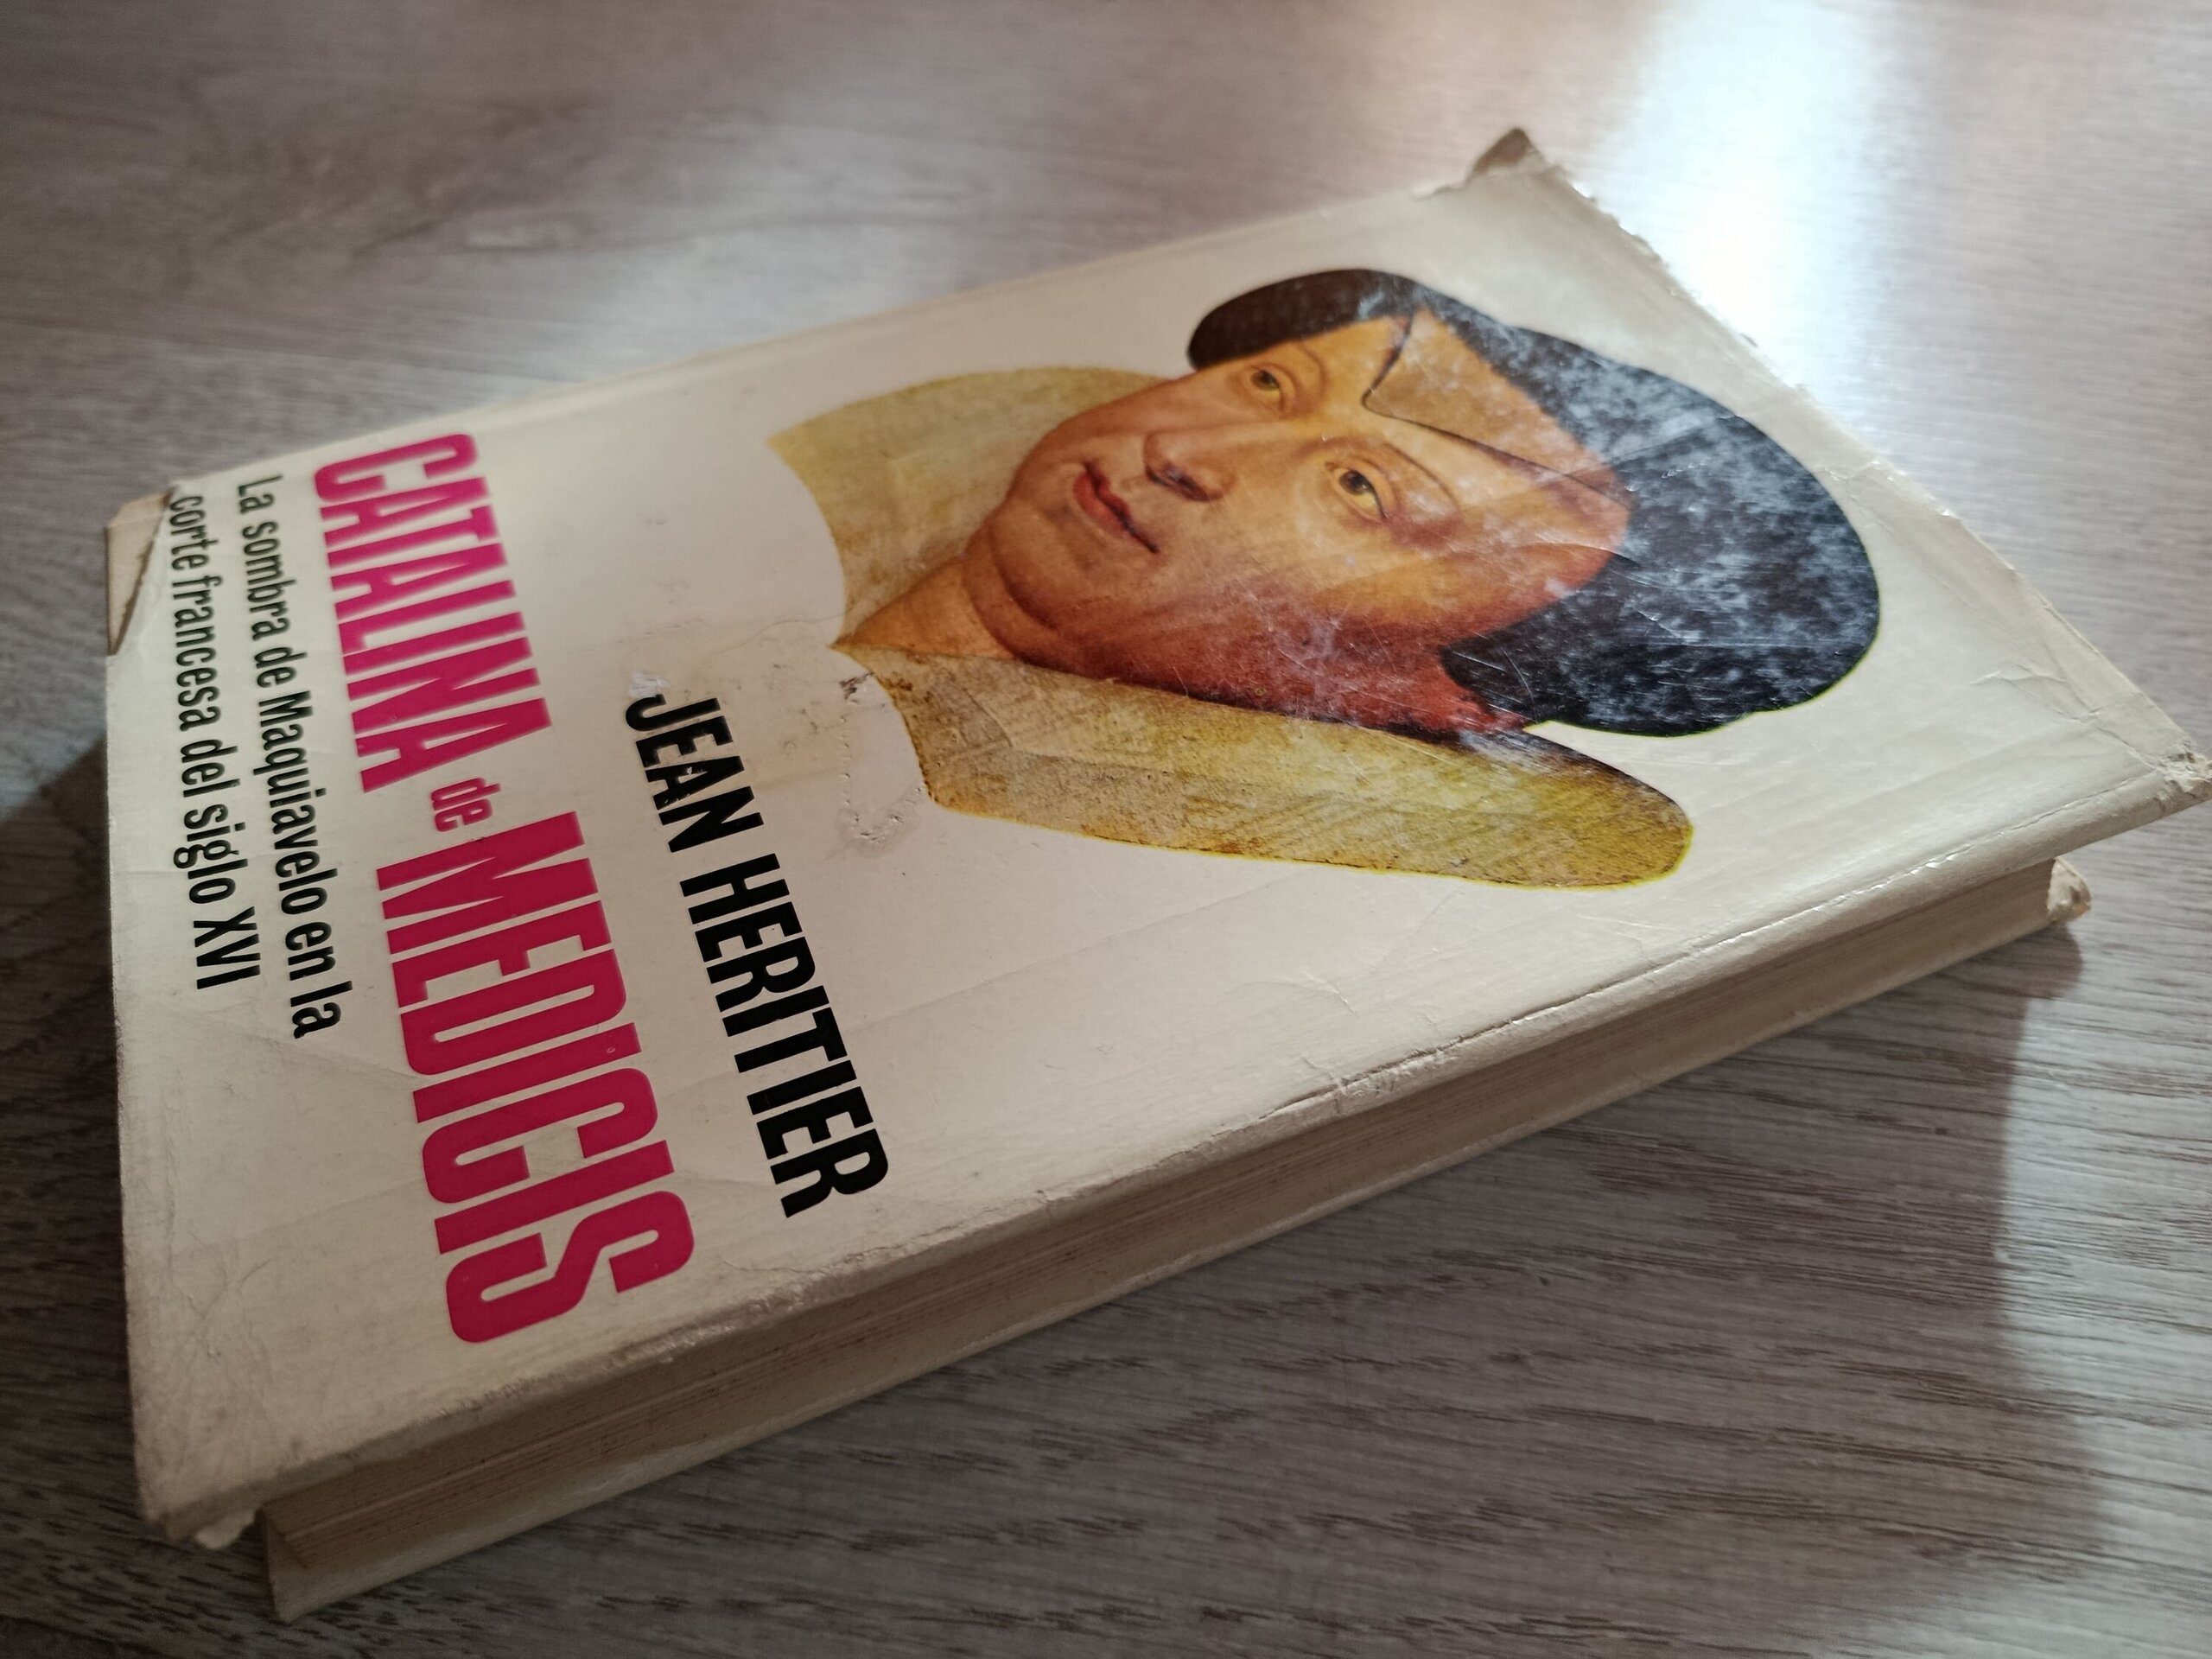 JEAN HERITIER
CATALINA de MEDICIS
La sombra de Maquiavelo en la
corte francesa del siglo XVI